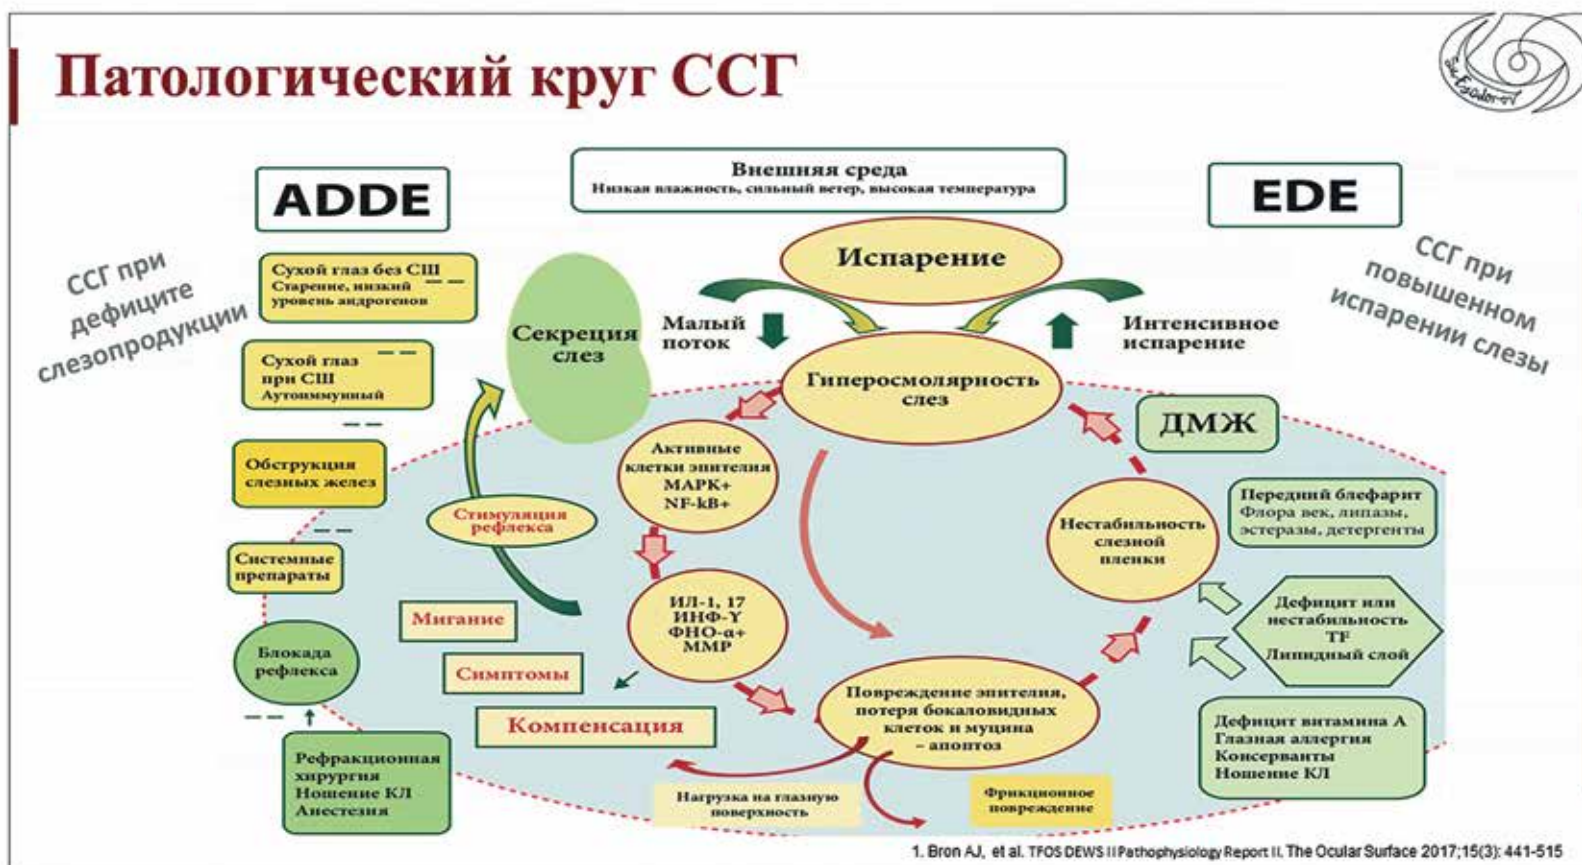 Патологический круг ССГ
Внешняя среда
Низкая влажность, сильный ветер, высокая температура
ADDE
EDE
ССГ при
дефиците
слезопродукции
ССГ при
повышенном
испарении слезы
Сухой глаз без СШ
Старение, низкий
уровень андрогенов
Сухой глаз
при СШ
Аутоиммунный
Обструкция
слезных желез
Системные
препараты
Блокада
рефлекса
Рефракционная
хирургия
Ношение КЛ
Анестезия
Секреция
слез
Стимуляция
рефлекса
Мигание
Симптомы
Компенсация
Испарение
Малый
поток
Интенсивное
испарение
Гиперосмолярность
слез
Активные
клетки эпителия
МАРК+
NF-kB+
ИЛ-1, 17
ИНФ-Y
ФНО-α+
ММР
Повреждение эпителия,
потеря бокаловидных
клеток и муцина
– апоптоз
Нагрузка на глазную
поверхность
Фрикционное
повреждение
Нестабильность
слезной
пленки
ДМЖ
Передний блефарит
Флора век, липазы,
эстеразы, детергенты
Дефицит или
нестабильность
TF
Липидный слой
Дефицит витамина А
Глазная аллергия
Консерванты
Ношение КЛ
1. Bron AJ, et al. TFOS DEWS II Pathophysiology Report II. The Ocular Surface 2017;15(3): 441-515